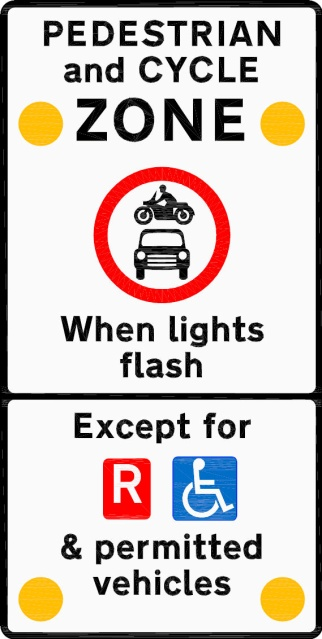 PEDESTRIAN
and CYCLE
ZONE
When lights
flash
Except for
R
& permitted
vehicles